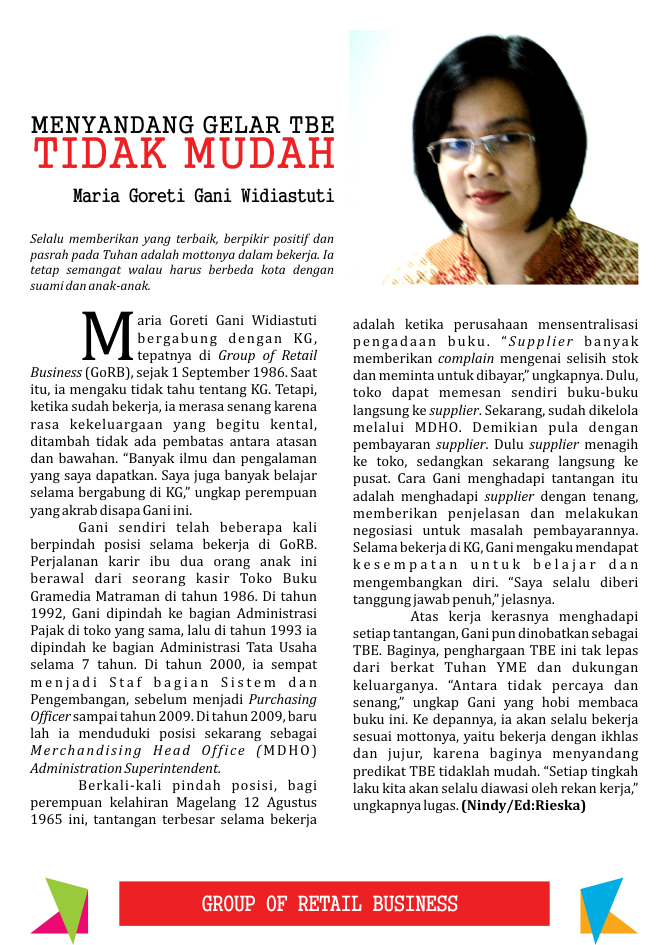 MENYANDANG GELAR TBE
TIDAK MUDAH
Maria Goreti Gani Widiastuti
Selalu memberikan yang terbaik, berpikir positif dan
pasrah pada Tuhan adalah mottonya dalam bekerja. Ia
tetap semangat walau harus berbeda kota dengan
suami dan anak-anak.
Maria Goreti Gani Widiastuti
bergabung dengan KG,
tepatnya di Group of Retail
Business (GoRB), sejak 1 September 1986. Saat
itu, ia mengaku tidak tahu tentang KG. Tetapi,
ketika sudah bekerja, ia merasa senang karena
rasa kekeluargaan yang begitu kental,
ditambah tidak ada pembatas antara atasan
dan bawahan. “Banyak ilmu dan pengalaman
yang saya dapatkan. Saya juga banyak belajar
selama bergabung di KG,” ungkap perempuan
yang akrab disapa Gani ini.
Gani sendiri telah beberapa kali
berpindah posisi selama bekerja di GoRB.
Perjalanan karir ibu dua orang anak ini
berawal dari seorang kasir Toko Buku
Gramedia Matraman di tahun 1986. Di tahun
1992, Gani dipindah ke bagian Administrasi
Pajak di toko yang sama, lalu di tahun 1993 ia
dipindah ke bagian Administrasi Tata Usaha
selama 7 tahun. Di tahun 2000, ia sempat
menjadi Staf bagian Sistem dan
Pengembangan, sebelum menjadi Purchasing
Officer sampai tahun 2009. Di tahun 2009, baru
lah ia menduduki posisi sekarang sebagai
Merchandising Head Office (MDHO)
Administration Superintendent.
Berkali-kali pindah posisi, bagi
perempuan kelahiran Magelang 12 Agustus
1965 ini, tantangan terbesar selama bekerja
adalah ketika perusahaan mensentralisasi
pengadaan buku. “Supplier banyak
memberikan complain mengenai selisih stok
dan meminta untuk dibayar,” ungkapnya. Dulu,
toko dapat memesan sendiri buku-buku
langsung ke supplier. Sekarang, sudah dikelola
melalui MDHO. Demikian pula dengan
pembayaran supplier. Dulu supplier menagih
ke toko, sedangkan sekarang langsung ke
pusat. Cara Gani menghadapi tantangan itu
adalah menghadapi supplier dengan tenang,
memberikan penjelasan dan melakukan
negosiasi untuk masalah pembayarannya.
Selama bekerja di KG, Gani mengaku mendapat
kesempatan untuk belajar dan
mengembangkan diri. “Saya selalu diberi
tanggung jawab penuh,” jelasnya.
Atas kerja kerasnya menghadapi
setiap tantangan, Gani pun dinobatkan sebagai
TBE. Baginya, penghargaan TBE ini tak lepas
dari berkat Tuhan YME dan dukungan
keluarganya. “Antara tidak percaya dan
senang,” ungkap Gani yang hobi membaca
buku ini. Ke depannya, ia akan selalu bekerja
sesuai mottonya, yaitu bekerja dengan ikhlas
dan jujur, karena baginya menyandang
predikat TBE tidaklah mudah. “Setiap tingkah
laku kita akan selalu diawasi oleh rekan kerja,”
ungkapnya lugas. (Nindy/Ed:Rieska)
GROUP OF RETAIL BUSINESS